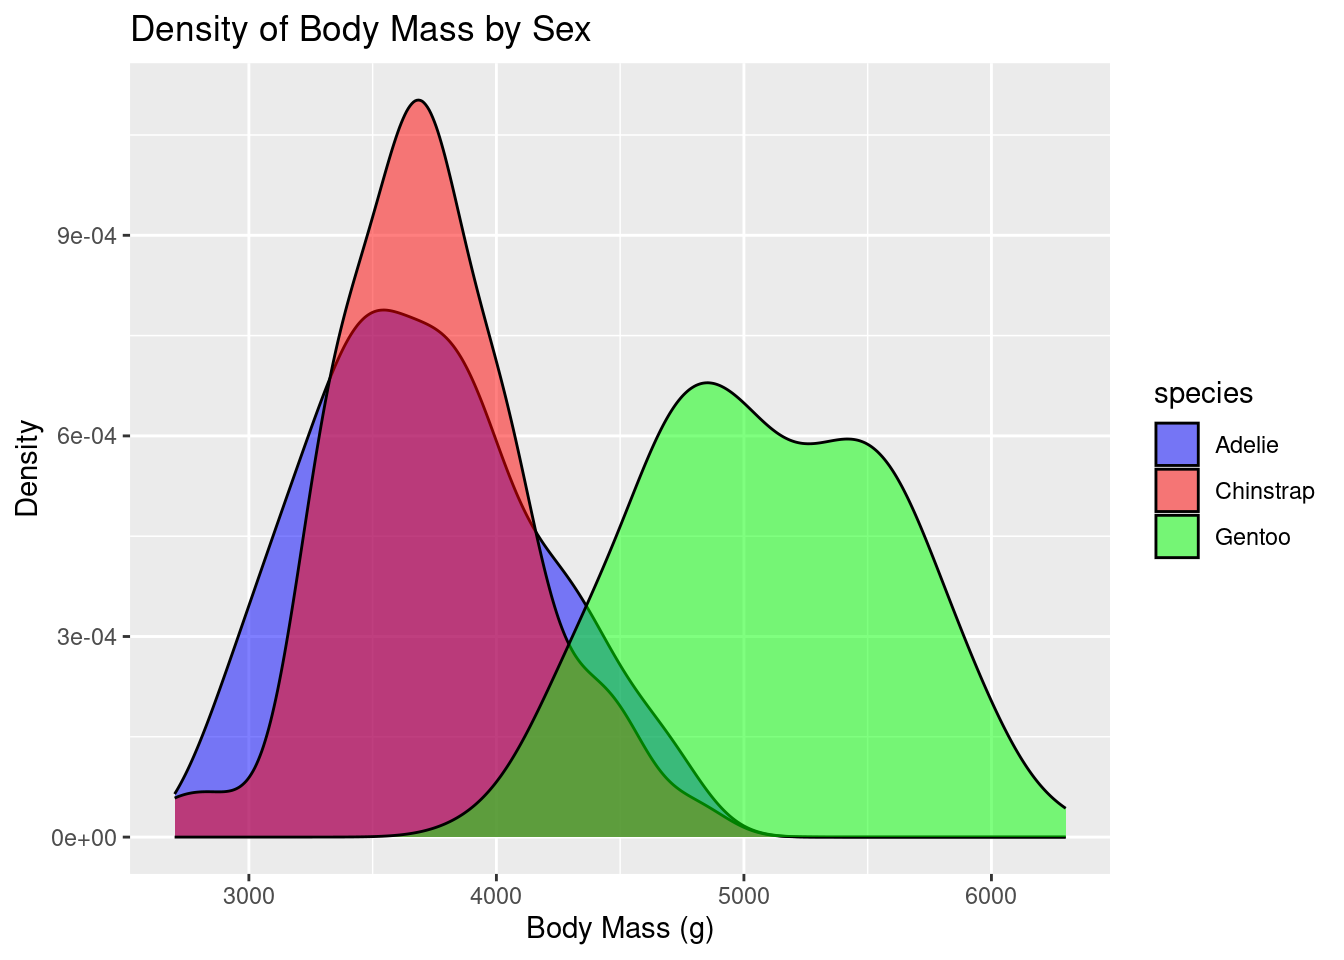 Density of Body Mass by Sex
Density
9e-04
6e-04
3e-04
0e+00
3000 4000 5000 6000
Body Mass (g)
species
Adelie
Chinstrap
Gentoo